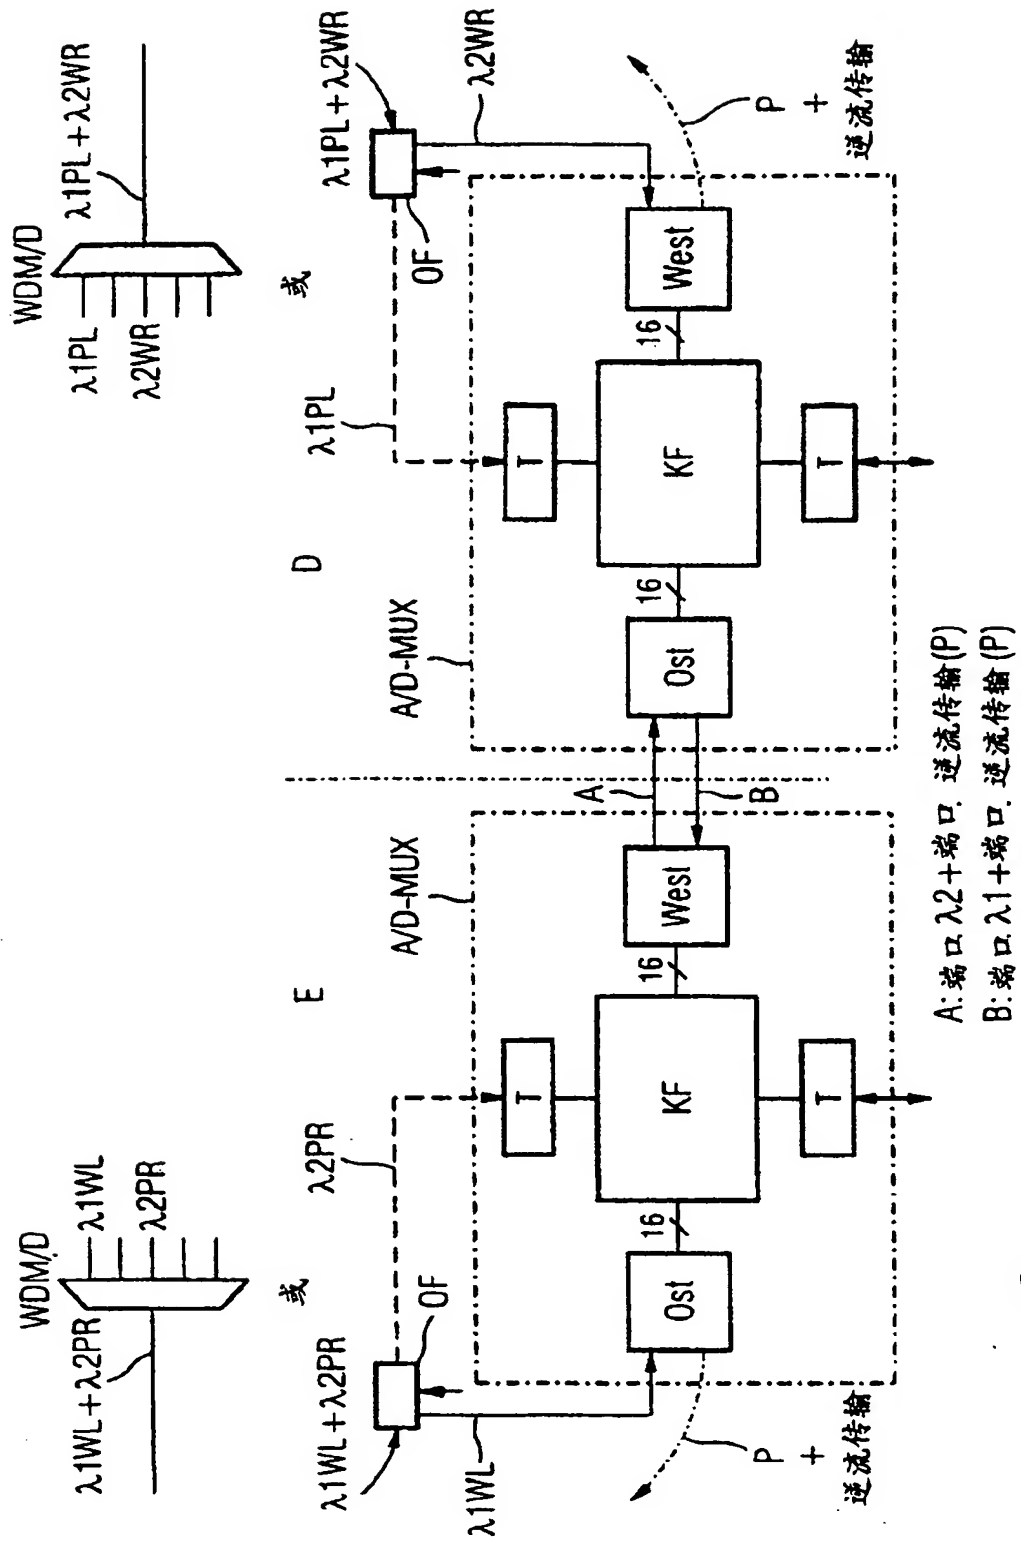 WDM/D
WDM/D
λ1WL+λ2PR
λ1WL
λ1PL
λ1PL+λ2WR
λ2PR
λ2WR
或
E
D
或
λ1WL+λ2PR
λ2PR
λ1PL
λ1PL+λ2WR
OF
A/D-MUX
A/D-MUX
OF
λ1WL
λ2WR
T
T
A
16
16
16
16
Ost
KF
West
Ost
KF
West
B
P
P
+
T
T
+
逆流传输
逆流传输
A:端口λ2+端口.逆流传输(P)
B:端口λ1+端口.逆流传输(P)